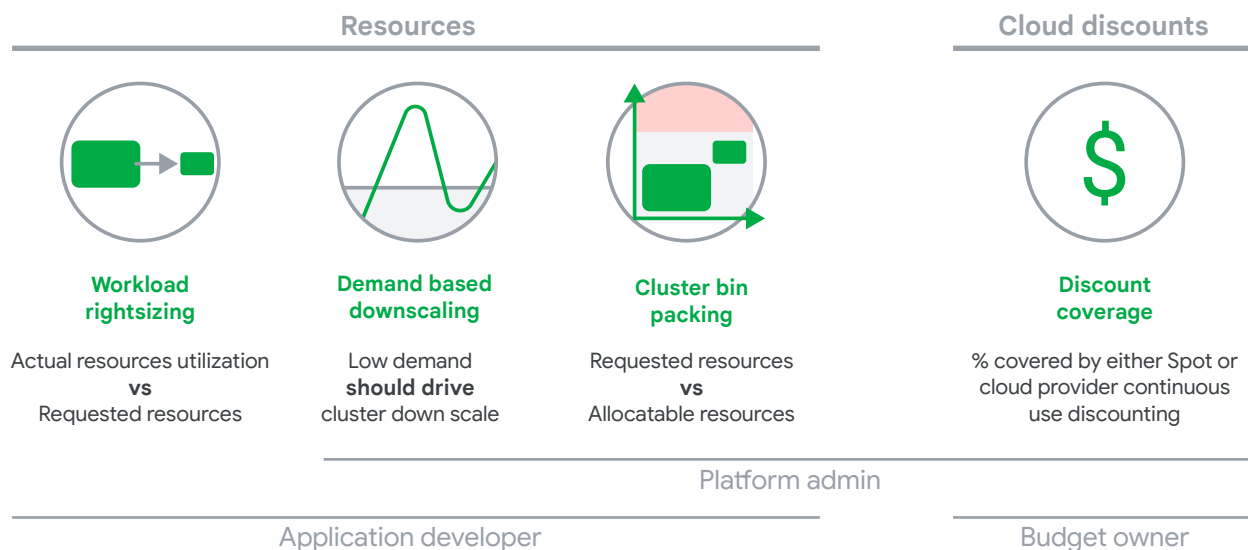 Resources
Cloud discounts
Workload
rightsizing
Actual resources utilization
vs
Requested resources
Demand based
downscaling
Low demand
should drive
cluster down scale
Cluster bin
packing
Requested resources
vs
Allocatable resources
$
Discount
coverage
% covered by either Spot or
cloud provider continuous
use discounting
Platform admin
Application developer
Budget owner